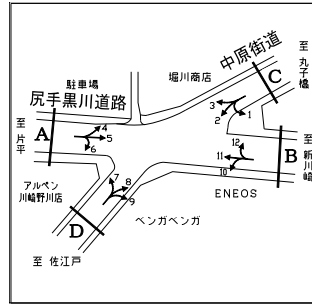 中原街道
至
丸子橋
堀川商店
駐車場
尻手黒川道路
C
3
2
1
4
5
6
A
至
片平
12
11
10
B
至
新川崎
アルペン
川崎野川店
7
8
9
ENEOS
D
ベンガベンガ
至 佐江戸